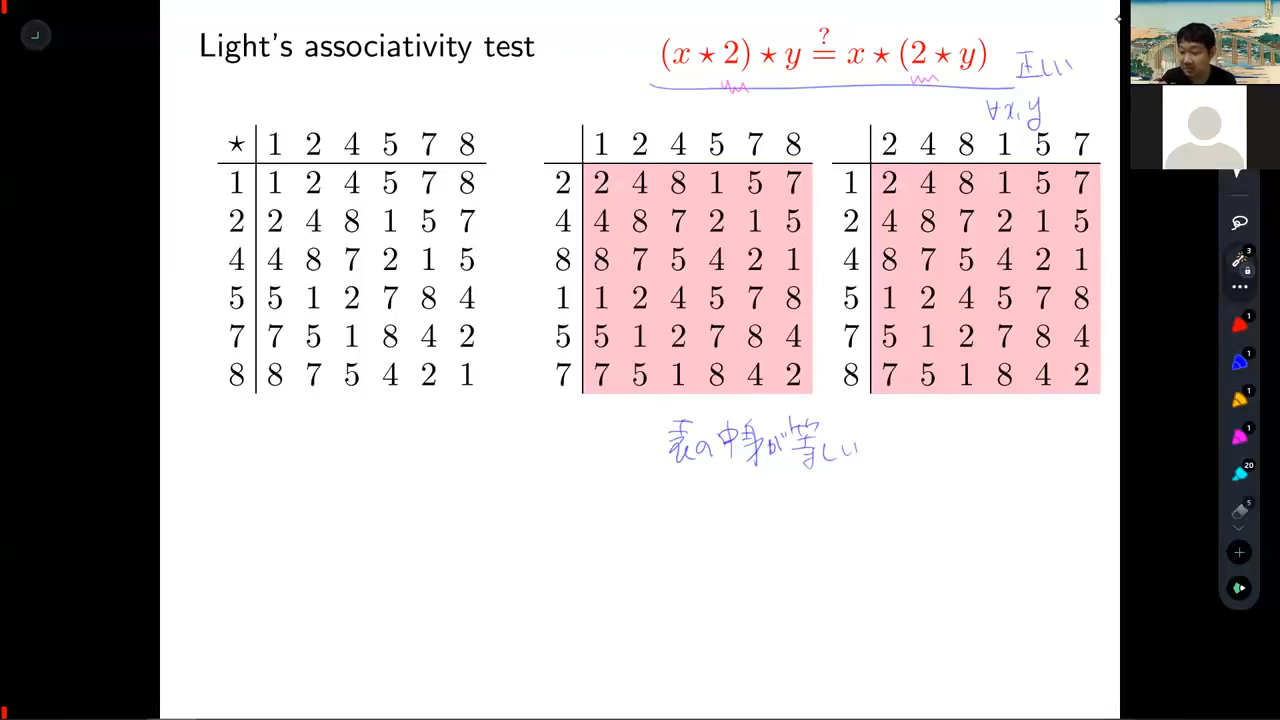 Light's associativity test
(x ⋆ 2) ⋆ y ≟ x ⋆ (2 ⋆ y)
正しい
∀x, y
⋆ 1 2 4 5 7 8
1 1 2 4 5 7 8
2 2 4 8 1 5 7
4 4 8 7 2 1 5
5 5 1 2 7 8 4
7 7 5 1 8 4 2
8 8 7 5 4 2 1
1 2 4 5 7 8
2 2 4 8 1 5 7
4 4 8 7 2 1 5
8 8 7 5 4 2 1
1 1 2 4 5 7 8
5 5 1 2 7 8 4
7 7 5 1 8 4 2
2 4 8 1 5 7
1 2 4 8 1 5 7
2 4 8 7 2 1 5
4 8 7 5 4 2 1
5 1 2 4 5 7 8
7 5 1 2 7 8 4
8 7 5 1 8 4 2
表の中身が等しい
3
1
1
1
1
20
5